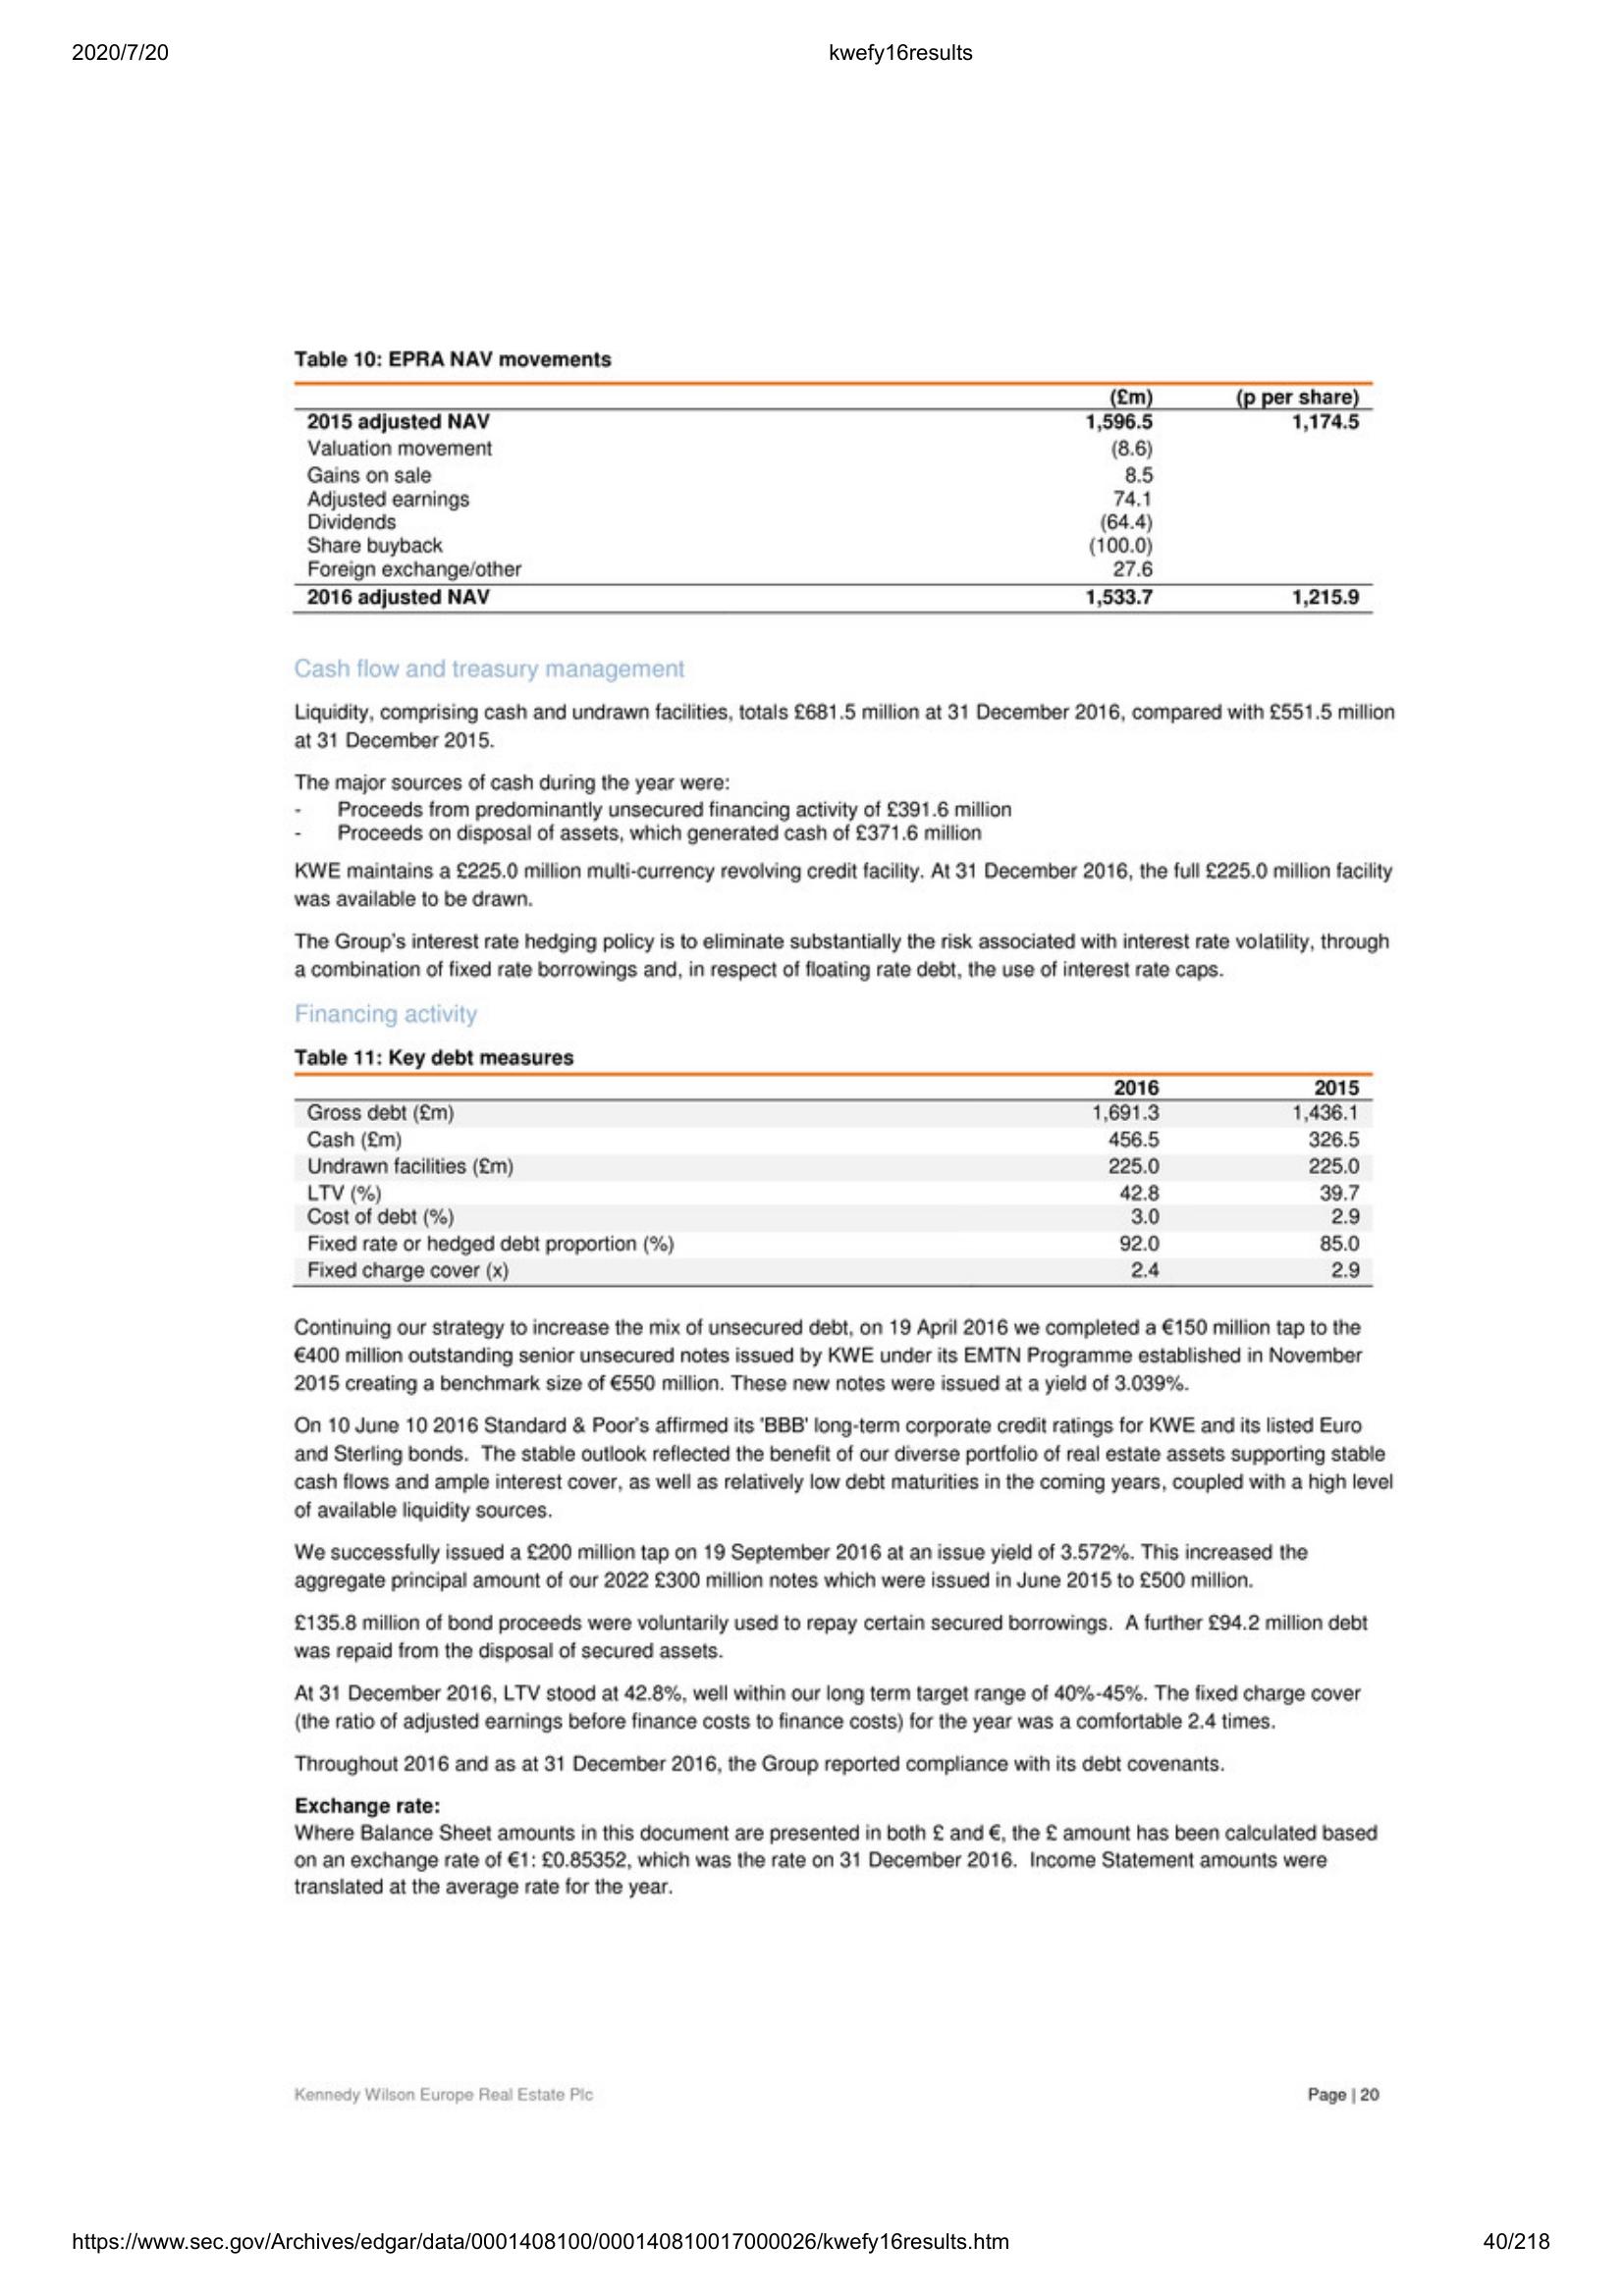 2020/7/20 kwefy16results
Table 10: EPRA NAV movements
(£m) (p per share)
2015 adjusted NAV 1,596.5 1,174.5
Valuation movement (8.6)
Gains on sale 8.5
Adjusted earnings 74.1
Dividends (64.4)
Share buyback (100.0)
Foreign exchange/other 27.6
2016 adjusted NAV 1,533.7 1,215.9
Cash flow and treasury management
Liquidity, comprising cash and undrawn facilities, totals £681.5 million at 31 December 2016, compared with £551.5 million
at 31 December 2015.
The major sources of cash during the year were:
- Proceeds from predominantly unsecured financing activity of £391.6 million
- Proceeds on disposal of assets, which generated cash of £371.6 million
KWE maintains a £225.0 million multi-currency revolving credit facility. At 31 December 2016, the full £225.0 million facility
was available to be drawn.
The Group's interest rate hedging policy is to eliminate substantially the risk associated with interest rate volatility, through
a combination of fixed rate borrowings and, in respect of floating rate debt, the use of interest rate caps.
Financing activity
Table 11: Key debt measures
2016 2015
Gross debt (£m) 1,691.3 1,436.1
Cash (£m) 456.5 326.5
Undrawn facilities (£m) 225.0 225.0
LTV (%) 42.8 39.7
Cost of debt (%) 3.0 2.9
Fixed rate or hedged debt proportion (%) 92.0 85.0
Fixed charge cover (x) 2.4 2.9
Continuing our strategy to increase the mix of unsecured debt, on 19 April 2016 we completed a €150 million tap to the
€400 million outstanding senior unsecured notes issued by KWE under its EMTN Programme established in November
2015 creating a benchmark size of €550 million. These new notes were issued at a yield of 3.039%.
On 10 June 10 2016 Standard & Poor's affirmed its 'BBB' long-term corporate credit ratings for KWE and its listed Euro
and Sterling bonds. The stable outlook reflected the benefit of our diverse portfolio of real estate assets supporting stable
cash flows and ample interest cover, as well as relatively low debt maturities in the coming years, coupled with a high level
of available liquidity sources.
We successfully issued a £200 million tap on 19 September 2016 at an issue yield of 3.572%. This increased the
aggregate principal amount of our 2022 £300 million notes which were issued in June 2015 to £500 million.
£135.8 million of bond proceeds were voluntarily used to repay certain secured borrowings. A further £94.2 million debt
was repaid from the disposal of secured assets.
At 31 December 2016, LTV stood at 42.8%, well within our long term target range of 40%-45%. The fixed charge cover
(the ratio of adjusted earnings before finance costs to finance costs) for the year was a comfortable 2.4 times.
Throughout 2016 and as at 31 December 2016, the Group reported compliance with its debt covenants.
Exchange rate:
Where Balance Sheet amounts in this document are presented in both £ and €, the £ amount has been calculated based
on an exchange rate of €1: £0.85352, which was the rate on 31 December 2016. Income Statement amounts were
translated at the average rate for the year.
Kennedy Wilson Europe Real Estate Plc Page | 20
https://www.sec.gov/Archives/edgar/data/0001408100/000140810017000026/kwefy16results.htm 40/218